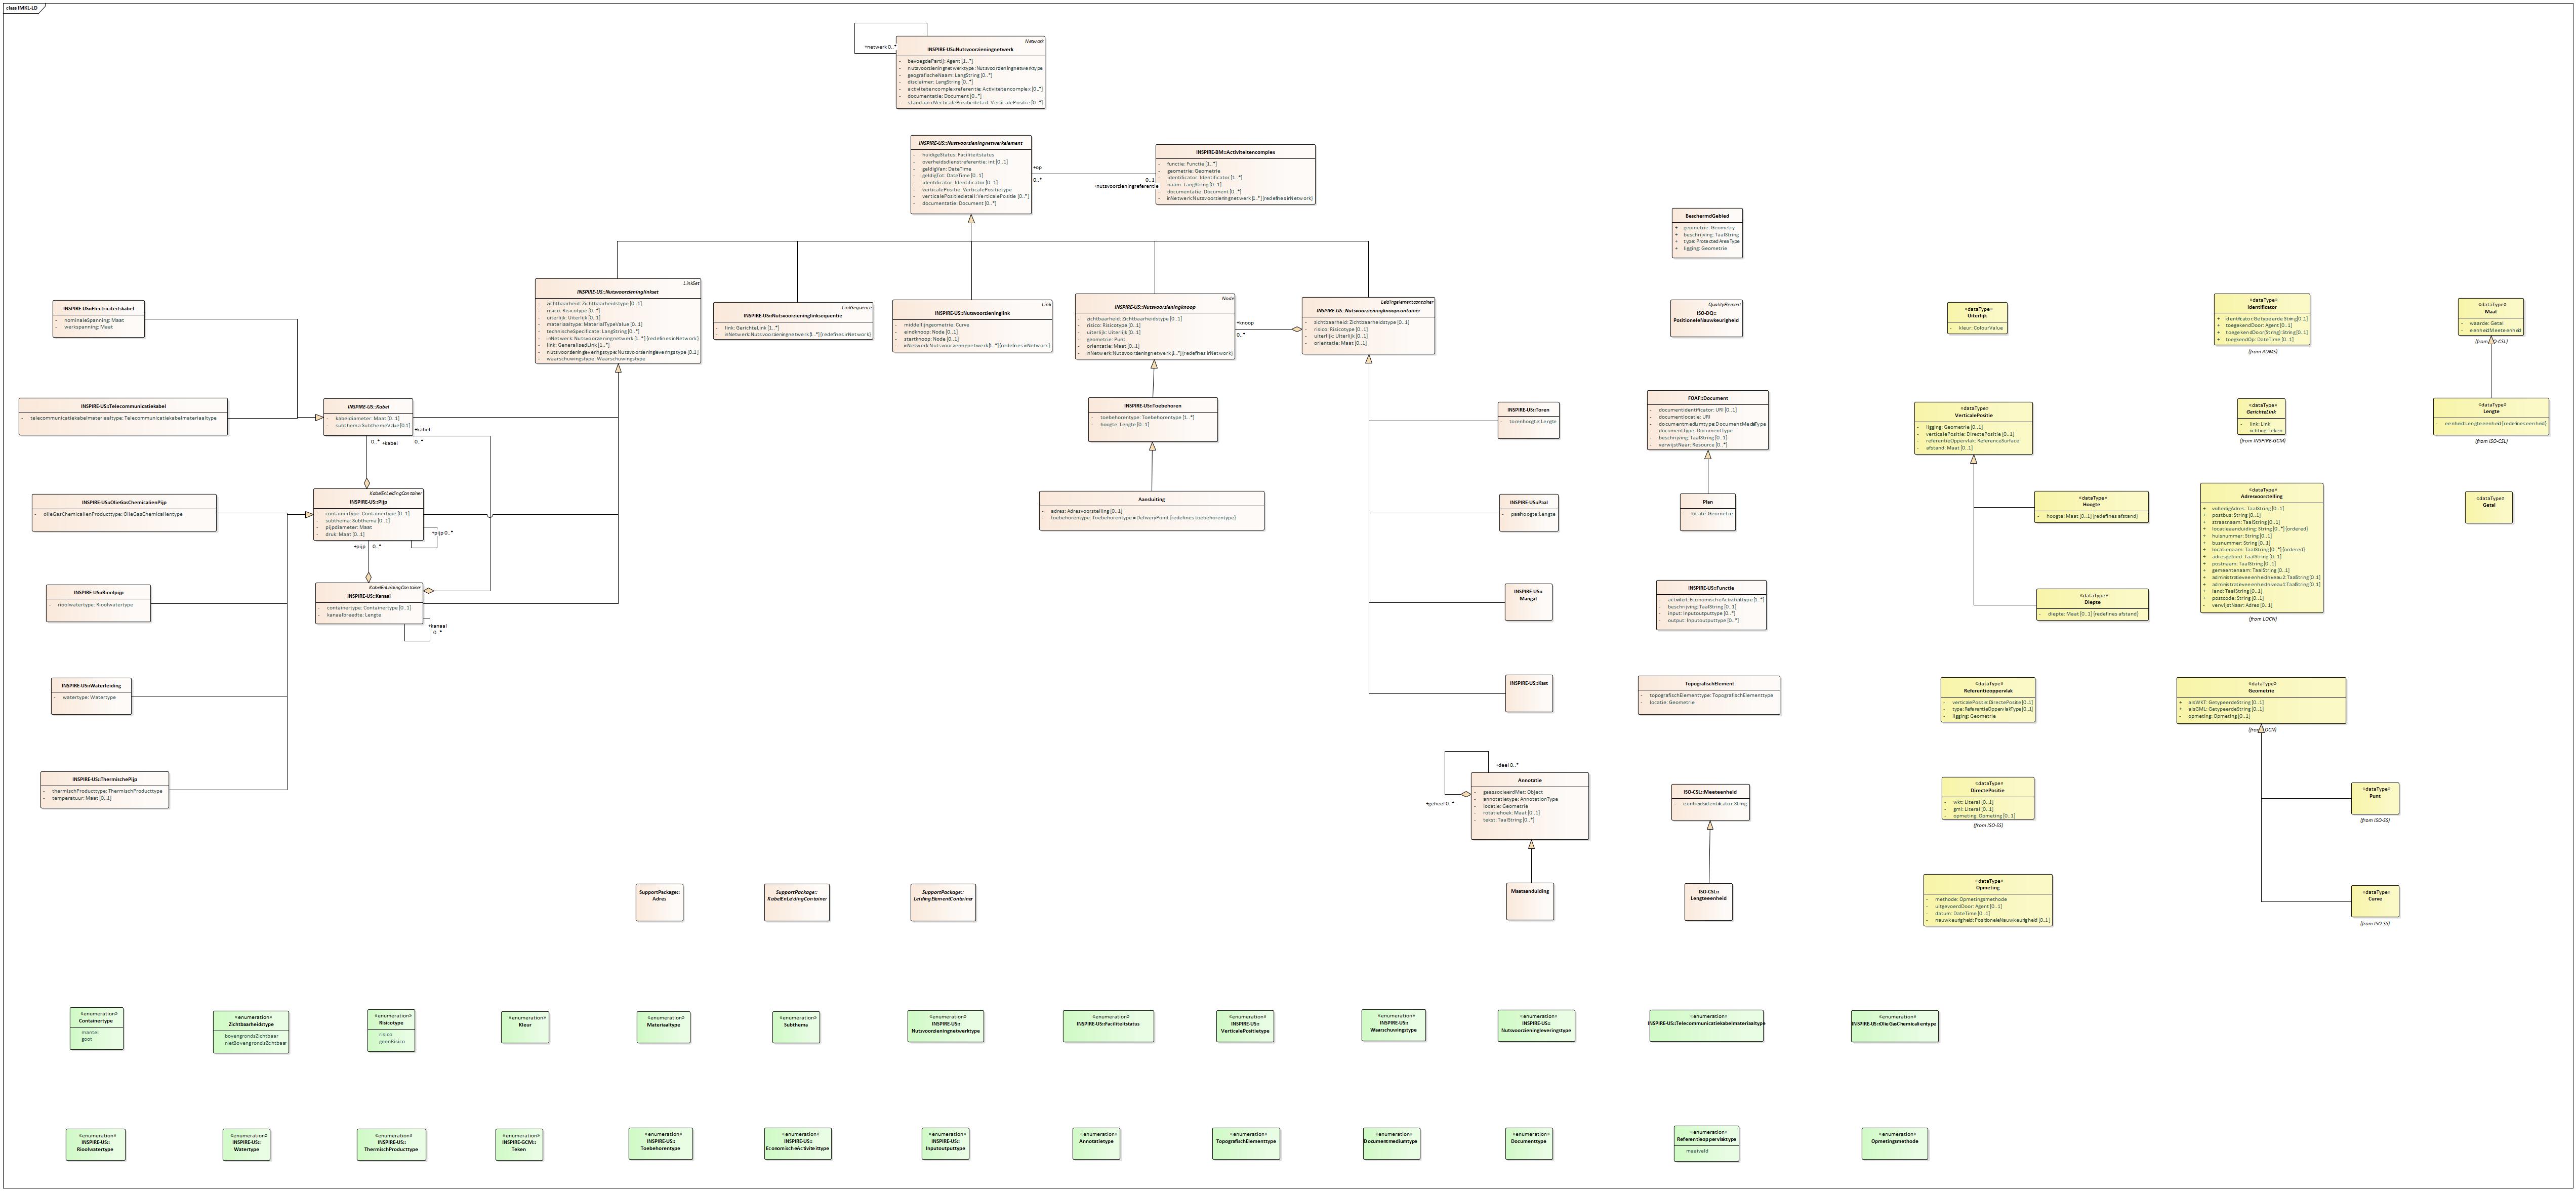 class IMKL-LD
+netwerk 0..*
Network
INSPIRE-US::Nutsvoorzieningnetwerk
- bevoegdePartij: Agent [1..*]
- nutsvoorzieningnetwerktype: Nutsvoorzieningnetwerktype
- geografischeNaam: LangString [0..*]
- disclaimer: LangString [0..*]
- activiteitencomplexreferentie: Activiteitencomplex [0..*]
- documentatie: Document [0..*]
- standaardVerticalePositiedetail: VerticalePositie [0..*]
INSPIRE-US::Nustvoorzieningnetwerkelement
- huidigeStatus: Faciliteitstatus
- overheidsdienstreferentie: int [0..1]
- geldigVan: DateTime
- geldigTot: DateTime [0..1]
- identificator: Identificator [0..1]
- verticalePositie: VerticalePositietype
- verticalePositiedetail: VerticalePositie [0..*]
- documentatie: Document [0..*]
+op
0..*
0..1
+nutsvoorzieningreferentie
INSPIRE-BM::Activiteitencomplex
- functie: Functie [1..*]
- geometrie: Geometrie
- identificator: Identificator [1..*]
- naam: LangString [0..1]
- documentatie: Document [0..*]
- inNetwerk: Nutsvoorzieningnetwerk [1..*] {redefines inNetwork}
BeschermdGebied
+ geometrie: Geometry
+ beschrijving: TaalString
+ type: ProtectedAreaType
+ ligging: Geometrie
LinkSet
INSPIRE-US::Nutsvoorzieninglinkset
- zichtbaarheid: Zichtbaarheidstype [0..1]
- risico: Risicotype [0..*]
- uiterlijk: Uiterlijk [0..1]
- materiaaltype: MaterialTypeValue [0..1]
- technischeSpecificatie: LangString [0..*]
- inNetwerk: Nutsvoorzieningnetwerk [1..*] {redefines inNetwork}
- link: GeneralisedLink [1..*]
- nutsvoorzieningleveringstype: Nutsvoorzieningleveringstype [0..1]
- waarschuwingstype: Waarschuwingstype
LinkSequence
INSPIRE-US::Nutsvoorzieninglinksequentie
- link: GerichteLink [1..*]
- inNetwerk: Nutsvoorzieningnetwerk [1..*] {redefines inNetwork}
Link
INSPIRE-US::Nutsvoorzieninglink
- middellijngeometrie: Curve
- eindknoop: Node [0..1]
- startknoop: Node [0..1]
- inNetwerk: Nutsvoorzieningnetwerk [1..*] {redefines inNetwork}
Node
INSPIRE-US::Nutsvoorzieningknoop
- zichtbaarheid: Zichtbaarheidstype [0..1]
- risico: Risicotype [0..1]
- uiterlijk: Uiterlijk [0..1]
- geometrie: Punt
- orientatie: Maat [0..1]
- inNetwerk: Nutsvoorzieningnetwerk [1..*] {redefines inNetwork}
+knoop
0..*
Leidingelementcontainer
INSPIRE-US::Nutsvoorzieningknoopcontainer
- zichtbaarheid: Zichtbaarheidstype [0..1]
- risico: Risicotype [0..1]
- uiterlijk: Uiterlijk [0..1]
- orientatie: Maat [0..1]
QualityElement
ISO-DQ::
PositioneleNauwkeurigheid
«dataType»
Uiterlijk
- kleur: ColourValue
«dataType»
Identificator
+ identificator: Getypeerde String [0..1]
+ toegekendDoor: Agent [0..1]
+ toegekendDoor(String): String [0..1]
+ toegkendOp: DateTime [0..1]
(from ADMS)
«dataType»
Maat
- waarde: Getal
- eenheid: Meeteenheid
INSPIRE-US::Electriciteitskabel
- nominaleSpanning: Maat
- werkspanning: Maat
INSPIRE-US::Telecommunicatiekabel
- telecommunicatiekabelmateriaaltype: Telecommunicatiekabelmateriaaltype
INSPIRE-US::Kabel
- kabeldiameter: Maat [0..1]
- subthema: SubthemeValue [0..1]
0..* +kabel
+kabel
0..*
INSPIRE-US::OlieGasChemicalienPijp
- olieGasChemicalienProducttype: OlieGasChemicalientype
KabelEnLeidingContainer
INSPIRE-US::Pijp
- containertype: Containertype [0..1]
- subthema: Subthema [0..1]
- pijpdiameter: Maat
- druk: Maat [0..1]
+pijp 0..*
+pijp 0..*
KabelEnLeidingContainer
INSPIRE-US::Kanaal
- containertype: Containertype [0..1]
- kanaalbreedte: Lengte
+kanaal
0..*
INSPIRE-US::Rioolpijp
- rioolwatertype: Rioolwatertype
INSPIRE-US::Waterleiding
- watertype: Watertype
INSPIRE-US::ThermischePijp
- thermischProducttype: ThermischProducttype
- temperatuur: Maat [0..1]
INSPIRE-US::Toebehoren
- toebehorentype: Toebehorentype [1..*]
- hoogte: Lengte [0..1]
Aansluiting
- adres: Adresvoorstelling [0..1]
- toebehorentype: Toebehorentype = DeliveryPoint {redefines toebehorentype}
INSPIRE-US::Toren
- torenhoogte: Lengte
INSPIRE-US::Paal
- paalhoogte: Lengte
INSPIRE-US::
Mangat
INSPIRE-US::Kast
FOAF::Document
- documentidentificator: URI [0..1]
- documentlocatie: URI
- documentmediumtype: DocumentMediaType
- documentType: DocumentType
- beschrijving: TaalString [0..1]
- verwijstNaar: Resource [0..*]
Plan
- locatie: Geometrie
INSPIRE-US::Functie
- activiteit: EconomischeActiviteittype [1..*]
- beschrijving: TaalString [0..1]
- input: Inputoutputtype [0..*]
- output: Inputoutputtype [0..*]
TopografischElement
- topografischElementtype: TopografischElementtype
- locatie: Geometrie
«dataType»
VerticalePositie
- ligging: Geometrie [0..1]
- verticalePositie: DirectePositie [0..1]
- referentieOppervlak: ReferenceSurface
- afstand: Maat [0..1]
«dataType»
Hoogte
- hoogte: Maat [0..1] {redefines afstand}
«dataType»
Diepte
- diepte: Maat [0..1] {redefines afstand}
«dataType»
GerichteLink
- link: Link
- richting: Teken
(from INSPIRE-GCM)
«dataType»
Lengte
- eenheid: Lengteeenheid {redefines eenheid}
(from ISO-CSL)
«dataType»
Adresvoorstelling
+ volledigAdres: TaalString [0..1]
+ postbus: String [0..1]
+ straatnaam: TaalString [0..1]
+ locatieaanduiding: String [0..*] {ordered}
+ huisnummer: String [0..1]
+ busnummer: String [0..1]
+ locatienaam: TaalString [0..*] {ordered}
+ adresgebied: TaalString [0..1]
+ postnaam: TaalString [0..1]
+ gemeentenaam: TaalString [0..1]
+ administratieveeenheidniveau2: TaalString [0..1]
+ administratieveeenheidniveau1: TaalString [0..1]
+ land: TaalString [0..1]
+ postcode: String [0..1]
- verwijstNaar: Adres [0..1]
(from LOCN)
«dataType»
Getal
«dataType»
Referentieoppervlak
- verticalePositie: DirectePositie [0..1]
- type: ReferentieOppervlakType [0..1]
- ligging: Geometrie
«dataType»
Geometrie
+ alsWKT: GetypeerdeString [0..1]
+ alsGML: GetypeerdeString [0..1]
- opmeting: Opmeting [0..1]
«dataType»
DirectePositie
- wkt: Literal [0..1]
- gml: Literal [0..1]
- opmeting: Opmeting [0..1]
(from ISO-SS)
«dataType»
Punt
(from ISO-SS)
«dataType»
Curve
(from ISO-SS)
«dataType»
Opmeting
- methode: Opmetingsmethode
- uitgevoerdDoor: Agent [0..1]
- datum: DateTime [0..1]
- nauwkeurigheid: PositioneleNauwkeurigheid [0..1]
+deel 0..*
+geheel 0..*
Annotatie
- geassocieerdMet: Object
- annotatietype: AnnotationType
- locatie: Geometrie
- rotatiehoek: Maat [0..1]
- tekst: TaalString [0..*]
Maataanduiding
ISO-CSL::Meeteenheid
- eenheididentificator: String
ISO-CSL::
Lengteeenheid
SupportPackage::
Adres
SupportPackage::
KabelEnLeidingContainer
SupportPackage::
LeidingElementContainer
«enumeration»
Containertype
mantel
goot
«enumeration»
Zichtbaarheidstype
bovengrondsZichtbaar
nietBovengrondsZichtbaar
«enumeration»
Risicotype
risico
geenRisico
«enumeration»
Kleur
«enumeration»
Materiaaltype
«enumeration»
Subthema
«enumeration»
INSPIRE-US::
Nutsvoorzieningnetwerktype
«enumeration»
INSPIRE-US::Faciliteitstatus
«enumeration»
INSPIRE-US::
VerticalePositietype
«enumeration»
INSPIRE-US::
Waarschuwingstype
«enumeration»
INSPIRE-US::
Nutsvoorzieningleveringstype
«enumeration»
INSPIRE-US::Telecommunicatiekabelmateriaaltype
«enumeration»
INSPIRE-US::OlieGasChemicalientype
«enumeration»
INSPIRE-US::
Rioolwatertype
«enumeration»
INSPIRE-US::
Watertype
«enumeration»
INSPIRE-US::
ThermischProducttype
«enumeration»
INSPIRE-GCM::
Teken
«enumeration»
INSPIRE-US::
Toebehorentype
«enumeration»
INSPIRE-US::
EconomischeActiviteittype
«enumeration»
INSPIRE-US::
Inputoutputtype
«enumeration»
Annotatietype
«enumeration»
TopografischElementtype
«enumeration»
Documentmediumtype
«enumeration»
Documenttype
«enumeration»
Referentieoppervlaktype
maaiveld
«enumeration»
Opmetingsmethode